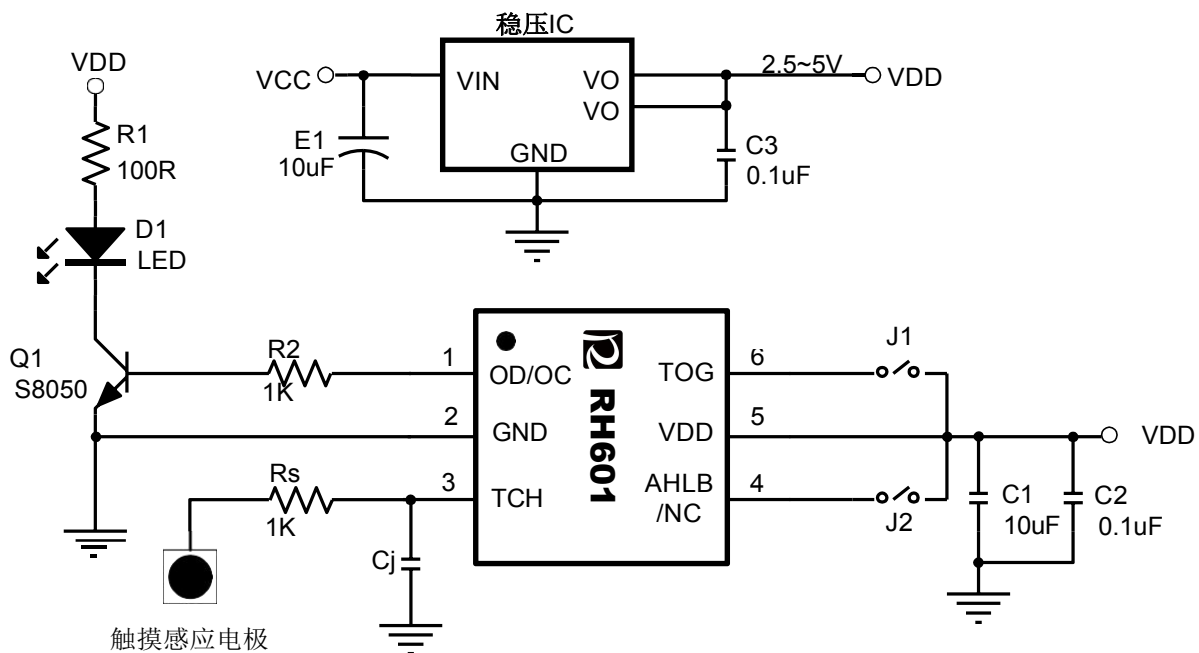 稳压IC
VDD
VCC
VIN
VO
2.5~5V
VDD
VO
R1
100R
E1
10uF
GND
C3
0.1uF
D1
LED
Q1
S8050
R2
1K
1
OD/OC
TOG
6
J1
2
GND
RH601
VDD
5
VDD
Rs
1K
3
TCH
AHLB
/NC
4
J2
C1
10uF
C2
0.1uF
Cj
触摸感应电极